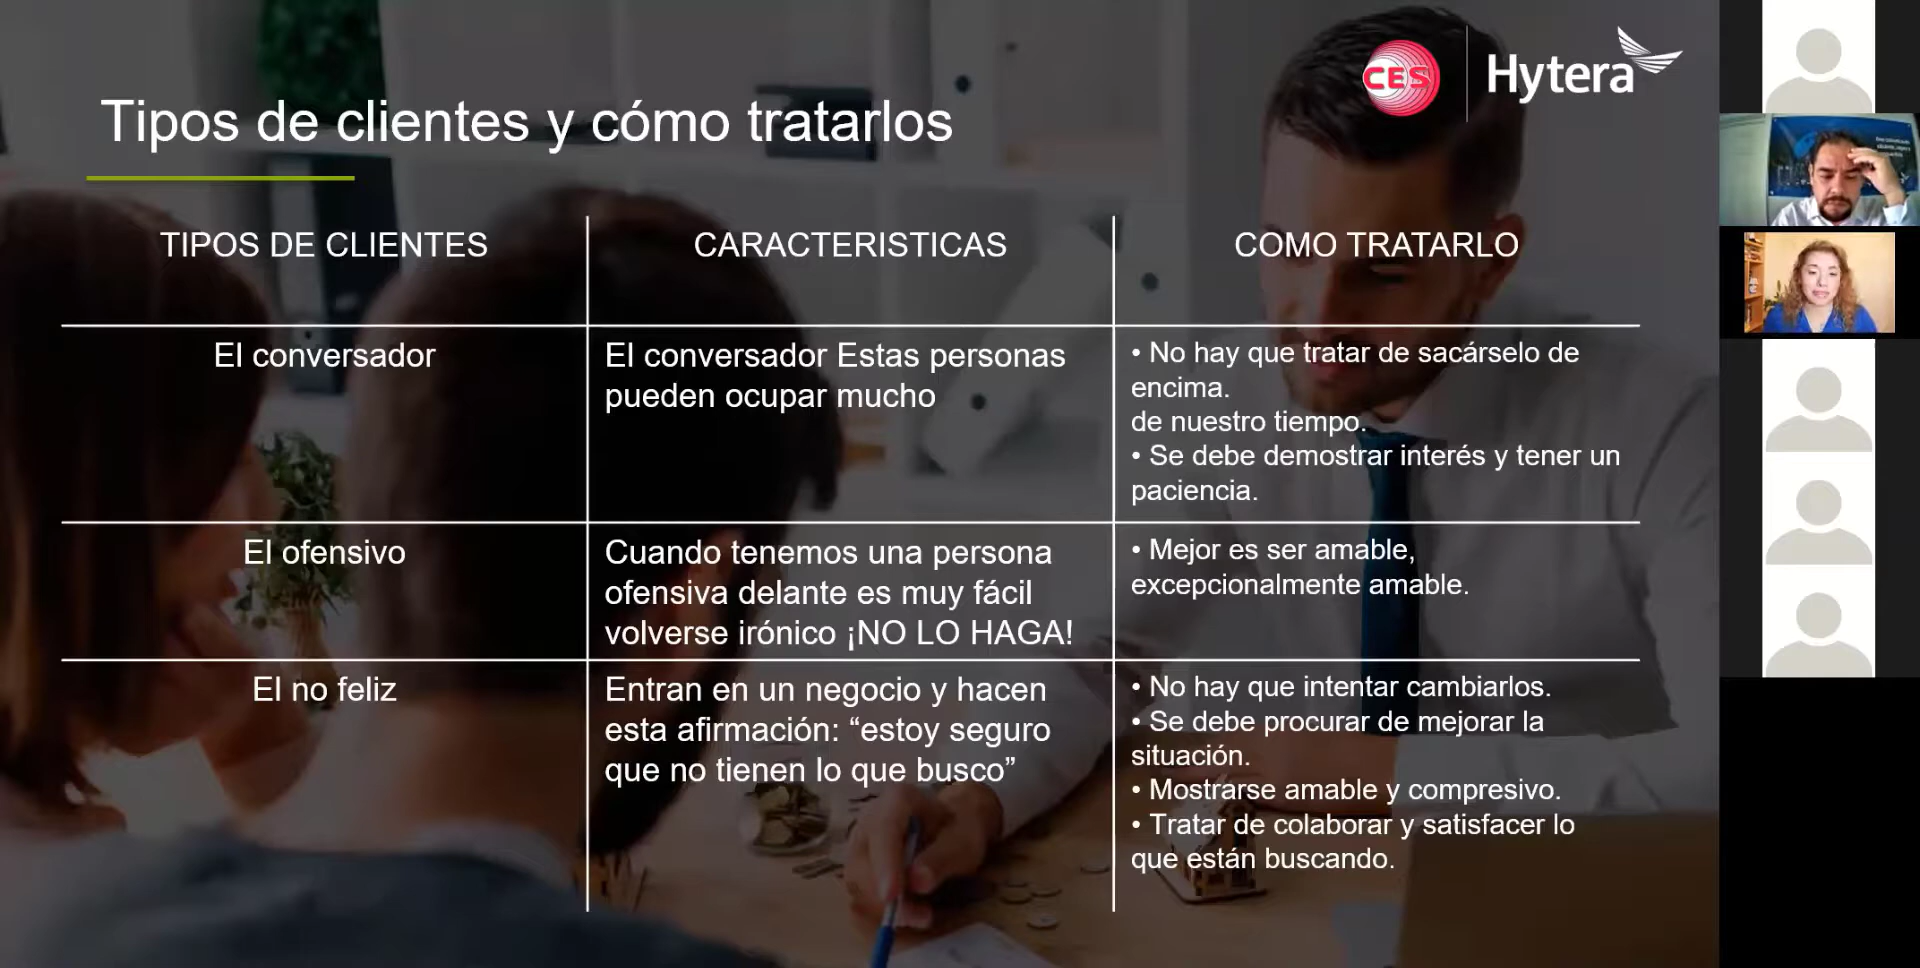 CES
Hytera
Tipos de clientes y cómo tratarlos
TIPOS DE CLIENTES
CARACTERISTICAS
COMO TRATARLO
El conversador
El conversador Estas personas
pueden ocupar mucho
• No hay que tratar de sacárselo de
encima.
de nuestro tiempo.
• Se debe demostrar interés y tener un
paciencia.
El ofensivo
Cuando tenemos una persona
ofensiva delante es muy fácil
volverse irónico ¡NO LO HAGA!
• Mejor es ser amable,
excepcionalmente amable.
El no feliz
Entran en un negocio y hacen
esta afirmación: “estoy seguro
que no tienen lo que busco”
• No hay que intentar cambiarlos.
• Se debe procurar de mejorar la
situación.
• Mostrarse amable y compresivo.
• Tratar de colaborar y satisfacer lo
que están buscando.